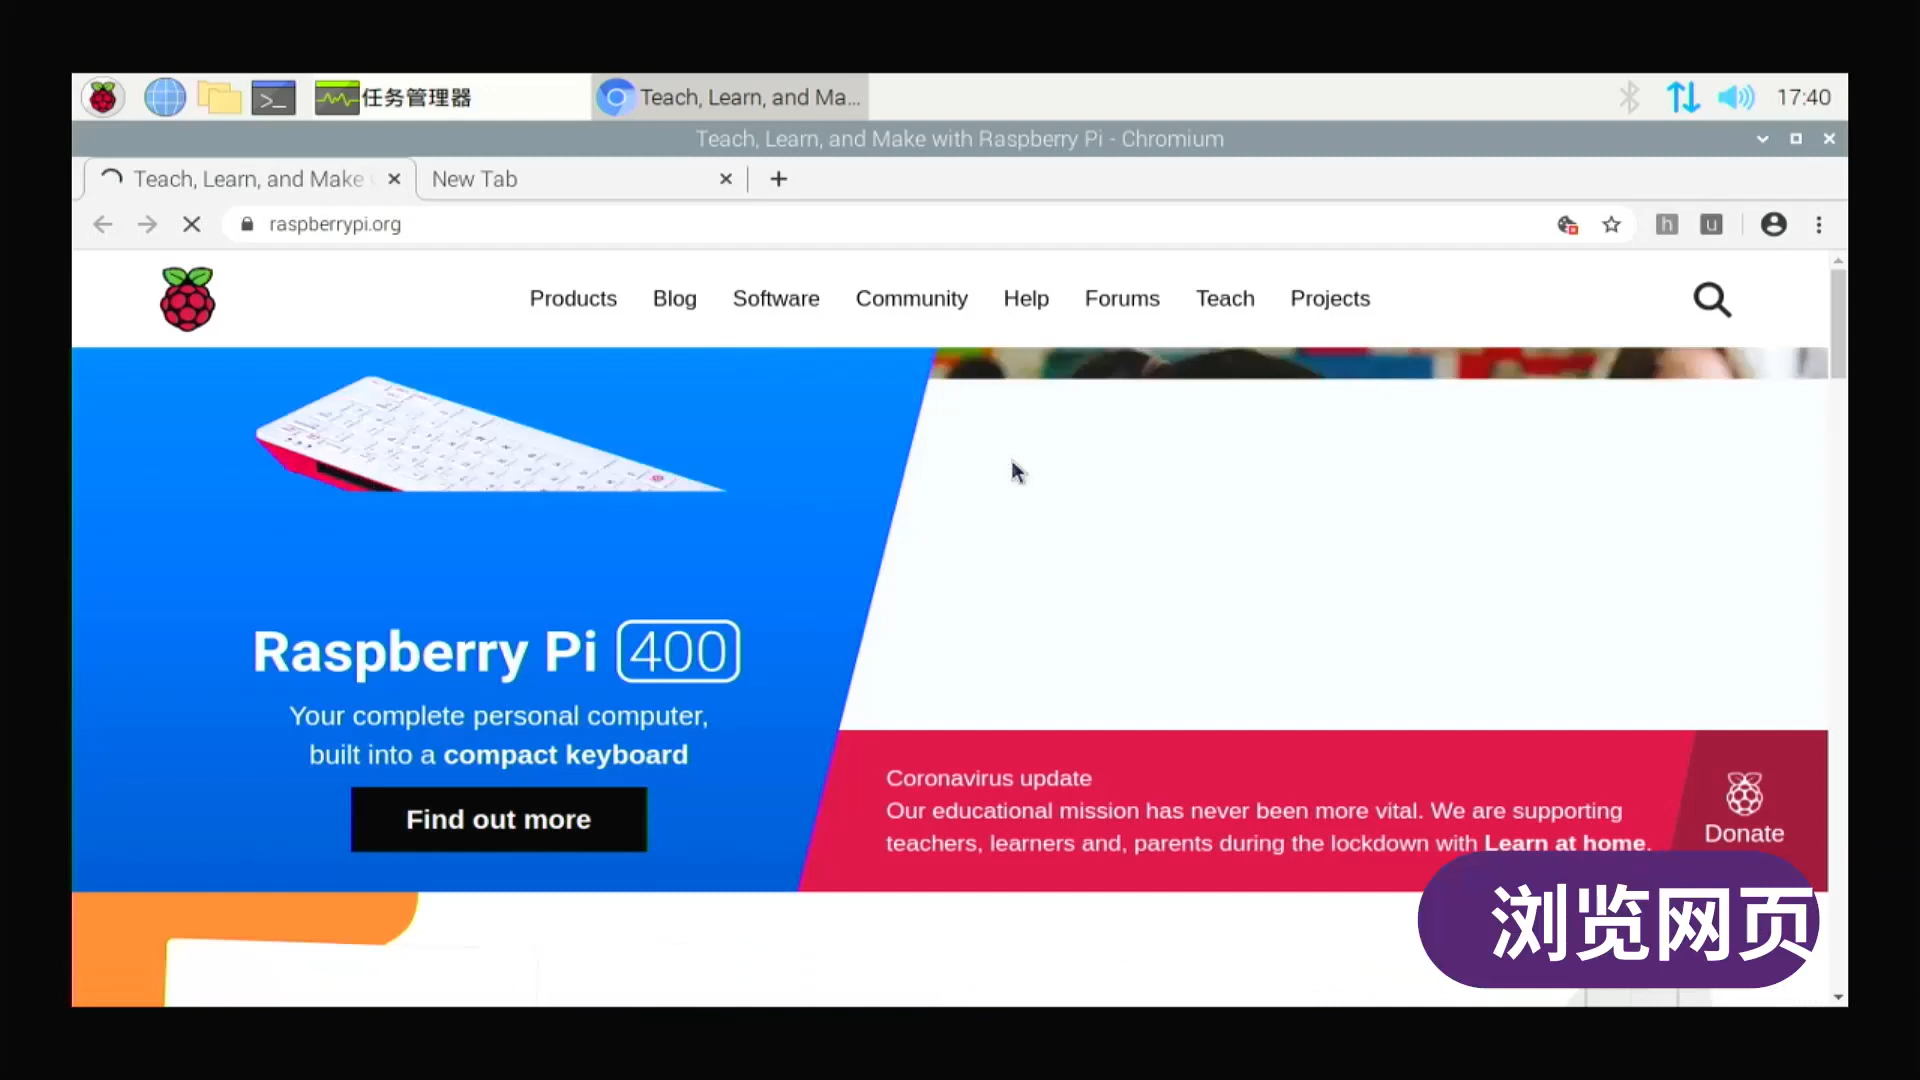 任务管理器
Teach, Learn, and Ma...
17:40
Teach, Learn, and Make with Raspberry Pi - Chromium
Teach, Learn, and Make
New Tab
raspberrypi.org
h
u
Products
Blog
Software
Community
Help
Forums
Teach
Projects
Raspberry Pi 400
Your complete personal computer,
built into a compact keyboard
Find out more
Coronavirus update
Our educational mission has never been more vital. We are supporting
teachers, learners and, parents during the lockdown with Learn at home.
Donate
浏览网页